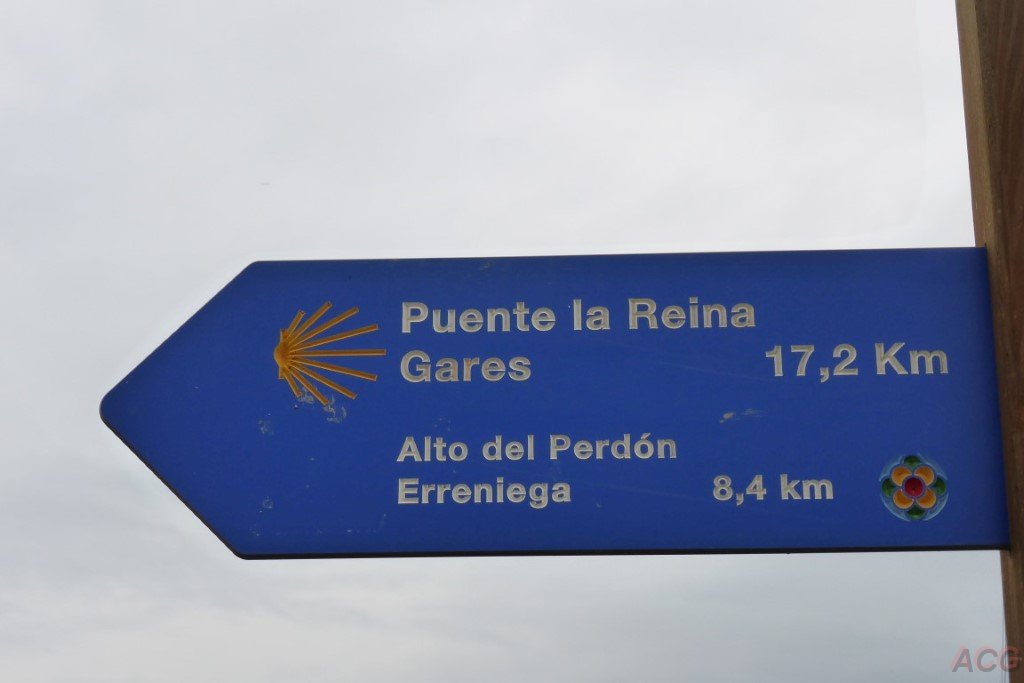 Puente la Reina
Gares 17,2 Km
Alto del Perdón
Erreniega 8,4 km
ACG